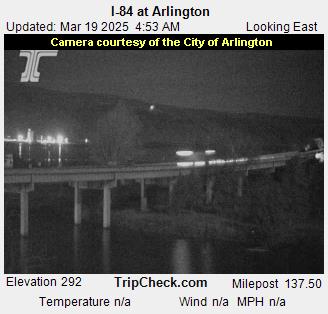 I-84 at Arlington
Updated: Mar 19 2025 4:53 AM Looking East
Camera courtesy of the City of Arlington
Elevation 292 TripCheck.com Milepost 137.50
Temperature n/a Wind n/a MPH n/a